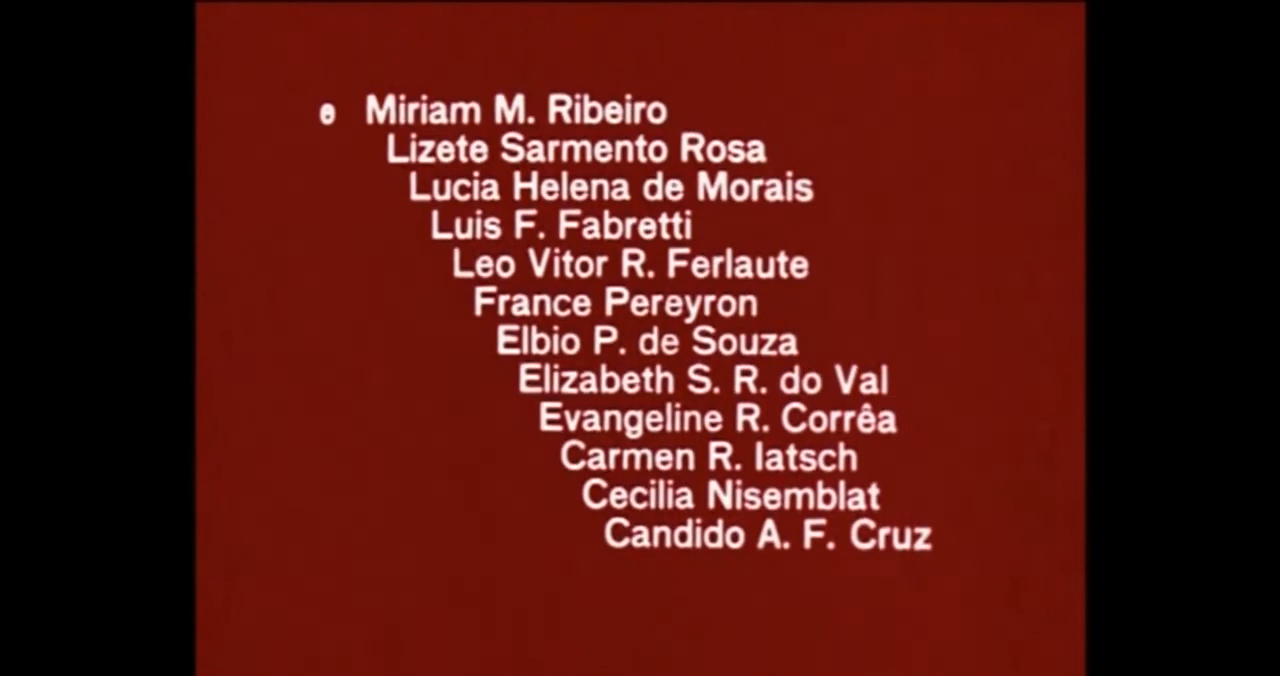 e Miriam M. Ribeiro
Lizete Sarmento Rosa
Lucia Helena de Morais
Luis F. Fabretti
Leo Vitor R. Ferlaute
France Pereyron
Elbio P. de Souza
Elizabeth S. R. do Val
Evangeline R. Corrêa
Carmen R. Iatsch
Cecilia Nisemblat
Candido A. F. Cruz